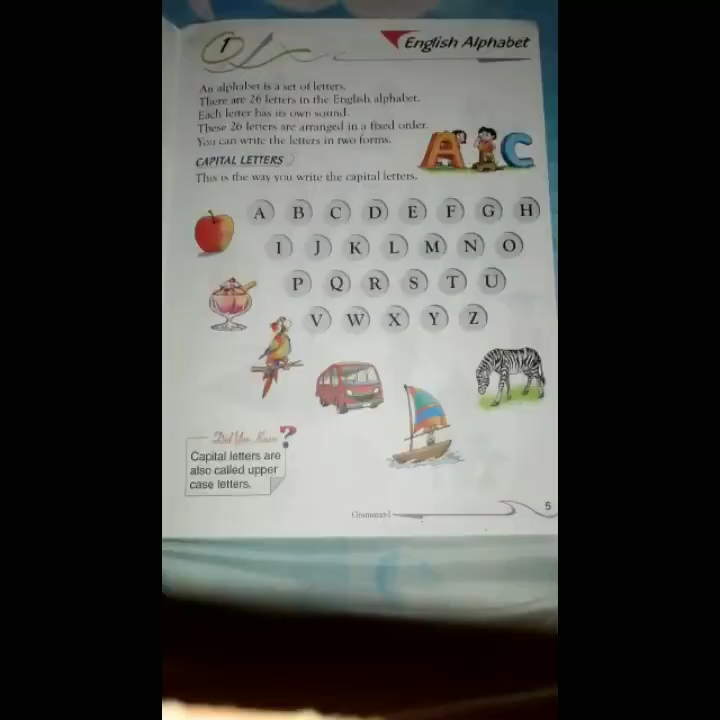 1
English Alphabet
An alphabet is a set of letters.
There are 26 letters in the English alphabet.
Each letter has its own sound.
These 26 letters are arranged in a fixed order.
You can write the letters in two forms.
A C
CAPITAL LETTERS
This is the way you write the capital letters.
A B C D E F G H
I J K L M N O
P Q R S T U
V W X Y Z
Did You Know ?
Capital letters are
also called upper
case letters.
Grammar-1
5